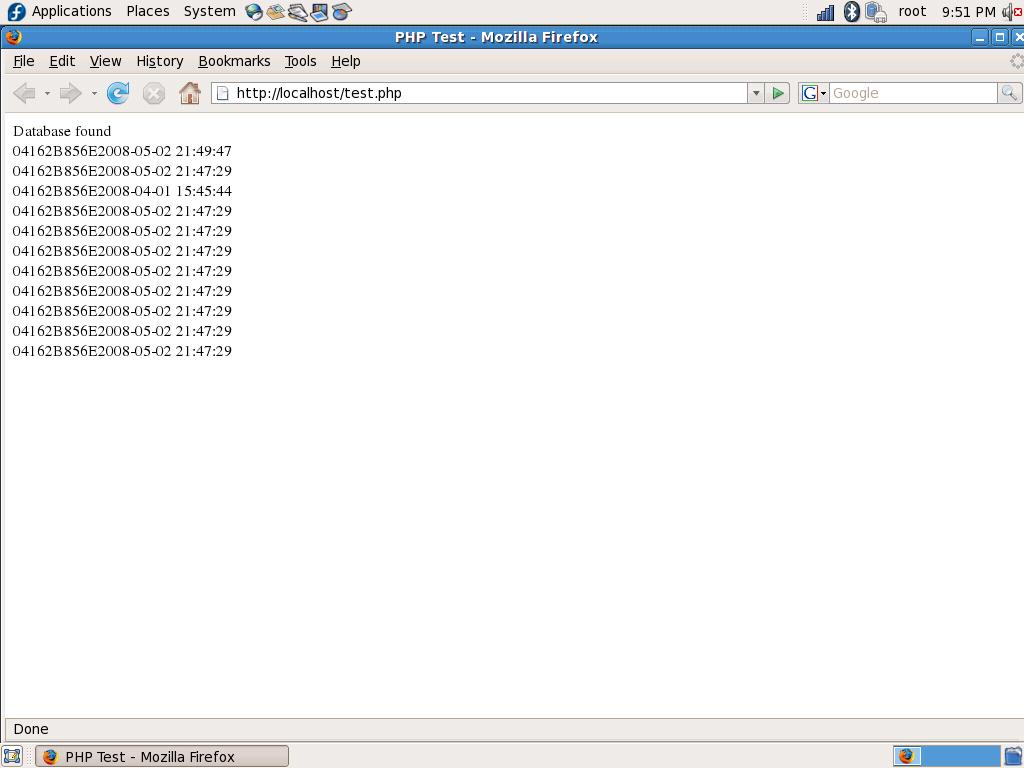 Applications Places System root 9:51 PM
PHP Test - Mozilla Firefox
File Edit View History Bookmarks Tools Help
http://localhost/test.php G Google
Database found
04162B856E2008-05-02 21:49:47
04162B856E2008-05-02 21:47:29
04162B856E2008-04-01 15:45:44
04162B856E2008-05-02 21:47:29
04162B856E2008-05-02 21:47:29
04162B856E2008-05-02 21:47:29
04162B856E2008-05-02 21:47:29
04162B856E2008-05-02 21:47:29
04162B856E2008-05-02 21:47:29
04162B856E2008-05-02 21:47:29
04162B856E2008-05-02 21:47:29
Done
PHP Test - Mozilla Firefox